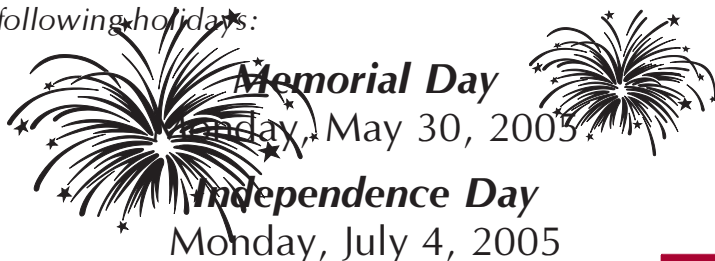 following holidays:
Memorial Day
Monday, May 30, 2005
Independence Day
Monday, July 4, 2005